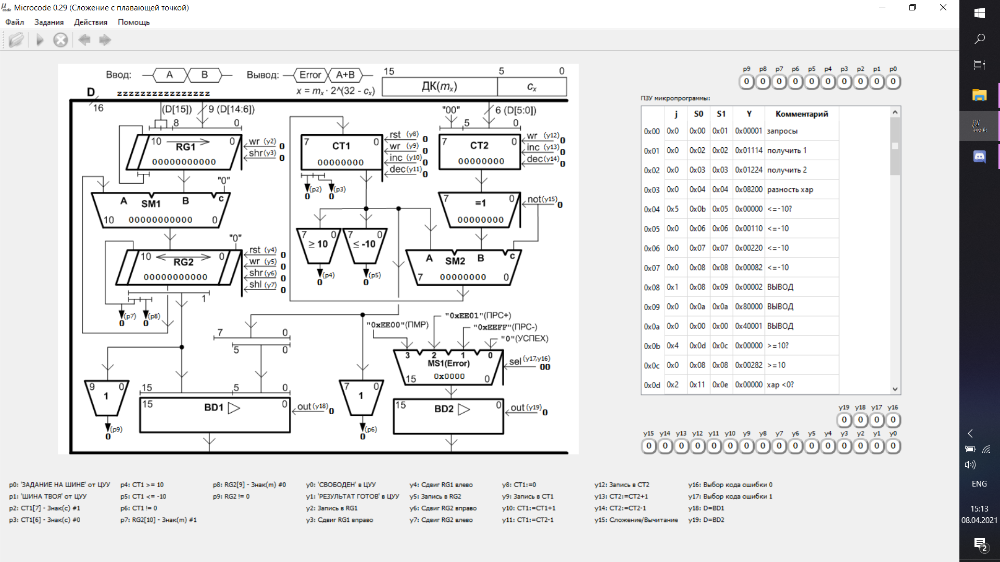 Microcode 0.29 (Сложение с плавающей точкой)
Файл Задания Действия Помощь
Ввод: A B Вывод: Error A+B
x = mx · 2^(32 - cx)
15 5 0
ДК(mx) cx
D zzzzzzzzzzzzzzzz
16
(D[15]) 9 (D[14:6])
8 0
10 0
RG1
00000000000
wr (y2) 0
shr(y3) 0
"0"
A B c
SM1
10 00000000000 0
"0"
10 0
RG2
00000000000
rst (y4) 0
wr (y5) 0
shr (y6) 0
shl (y7) 0
1
(p7) (p8)
0 0
7 0
CT1
00000000
rst (y8) 0
wr (y9) 0
inc (y10) 0
dec(y11) 0
(p2) (p3)
0 0
"00" 6 (D[5:0])
5 0
7 0
CT2
00000000
wr (y12) 0
inc (y13) 0
dec(y14) 0
7 0
=1
00000000
not(y15) 0
7 0
≥ 10
(p4)
0
7 0
≤ -10
(p5)
0
A B c
SM2
7 00000000 0
7 0
5 0
"0xEE01"(ПРС+)
"0xEE00"(ПМР)
"0xEEFF"(ПРС-)
"0"(УСПЕХ)
3 2 1 0
MS1(Error)
0x0000
15 0
sel(y17,y16)
00
9 0
1
(p9)
0
15 5 0
15 0
BD1
out(y18) 0
7 0
1
(p6)
0
15 0
BD2
out(y19) 0
p9 p8 p7 p6 p5 p4 p3 p2 p1 p0
0 0 0 0 0 0 0 0 0 0
ПЗУ микропрограммы:
j S0 S1 Y Комментарий
0x00 0x0 0x00 0x01 0x00001 запросы
0x01 0x0 0x02 0x02 0x01114 получить 1
0x02 0x0 0x03 0x03 0x01224 получить 2
0x03 0x0 0x04 0x04 0x08200 разность хар
0x04 0x5 0x0b 0x05 0x00000 <=-10?
0x05 0x0 0x06 0x06 0x00110 <=-10
0x06 0x0 0x07 0x07 0x00220 <=-10
0x07 0x0 0x08 0x08 0x00082 <=-10
0x08 0x1 0x08 0x09 0x00002 ВЫВОД
0x09 0x0 0x0a 0x0a 0x80000 ВЫВОД
0x0a 0x0 0x00 0x00 0x40001 ВЫВОД
0x0b 0x4 0x0d 0x0c 0x00000 >=10?
0x0c 0x0 0x08 0x08 0x00282 >=10
0x0d 0x2 0x11 0x0e 0x00000 хар <0?
y19 y18 y17 y16
0 0 0 0
y15 y14 y13 y12 y11 y10 y9 y8 y7 y6 y5 y4 y3 y2 y1 y0
0 0 0 0 0 0 0 0 0 0 0 0 0 0 0 0
p0: 'ЗАДАНИЕ НА ШИНЕ' от ЦУУ p4: CT1 >= 10 p8: RG2[9] - Знак(m) #0 y0: 'СВОБОДЕН' в ЦУУ y4: Сдвиг RG1 влево y8: CT1:=0 y12: Запись в CT2 y16: Выбор кода ошибки 0
p1: 'ШИНА ТВОЯ' от ЦУУ p5: CT1 <= -10 p9: RG2 != 0 y1: 'РЕЗУЛЬТАТ ГОТОВ' в ЦУУ y5: Запись в RG2 y9: Запись в CT1 y13: CT2:=CT2+1 y17: Выбор кода ошибки 1
p2: CT1[7] - Знак(с) #1 p6: CT1 != 0 y2: Запись в RG1 y6: Сдвиг RG2 вправо y10: CT1:=CT1+1 y14: CT2:=CT2-1 y18: D=BD1
p3: CT1[6] - Знак(с) #0 p7: RG2[10] - Знак(m) #1 y3: Сдвиг RG1 вправо y7: Сдвиг RG2 влево y11: CT1:=CT2-1 y15: Сложение/Вычитание y19: D=BD2
ENG
15:13
08.04.2021
2